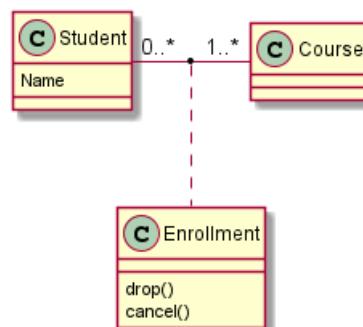 C Student
0..*
1..*
C Course
Name
C Enrollment
drop()
cancel()